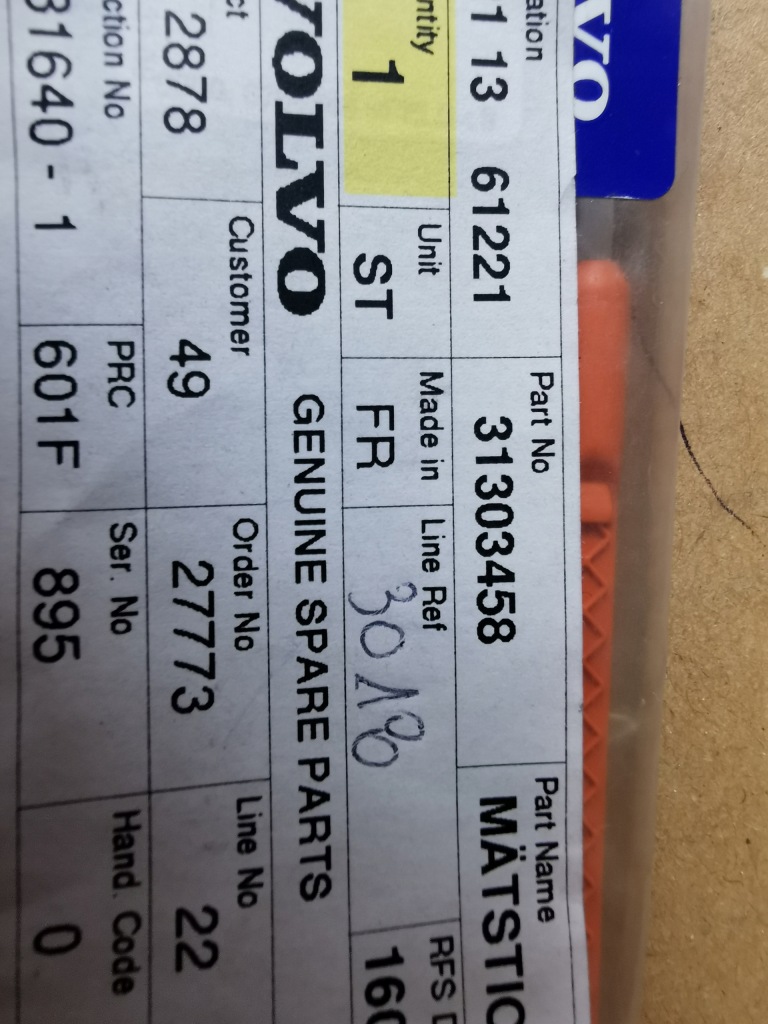 VO
ation Part No Part Name
1 13 61221 31303458 MÄTSTIC
ntity Unit Made in Line Ref RFS D
1 ST FR 3018 160
VOLVO GENUINE SPARE PARTS
ct Customer Order No Line No
2878 49 27773 22
ction No PRC Ser. No Hand. Code
31640 - 1 601F 895 0